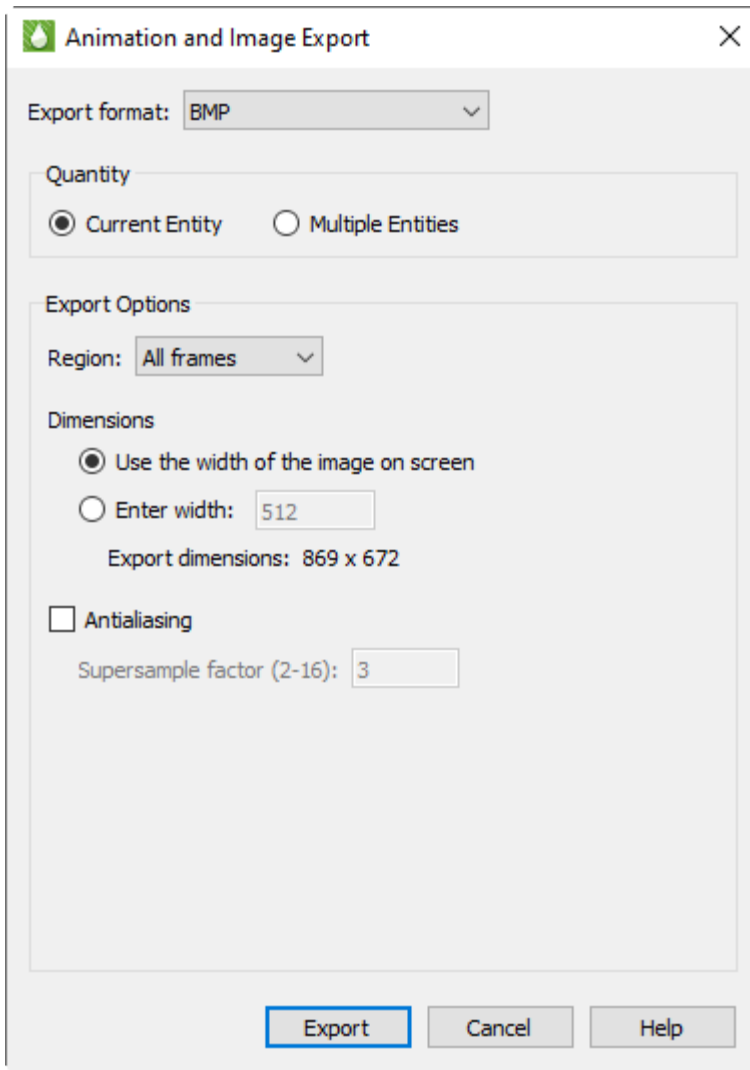 Animation and Image Export
Export format: BMP
Quantity
Current Entity Multiple Entities
Export Options
Region: All frames
Dimensions
Use the width of the image on screen
Enter width: 512
Export dimensions: 869 x 672
Antialiasing
Supersample factor (2-16): 3
Export Cancel Help